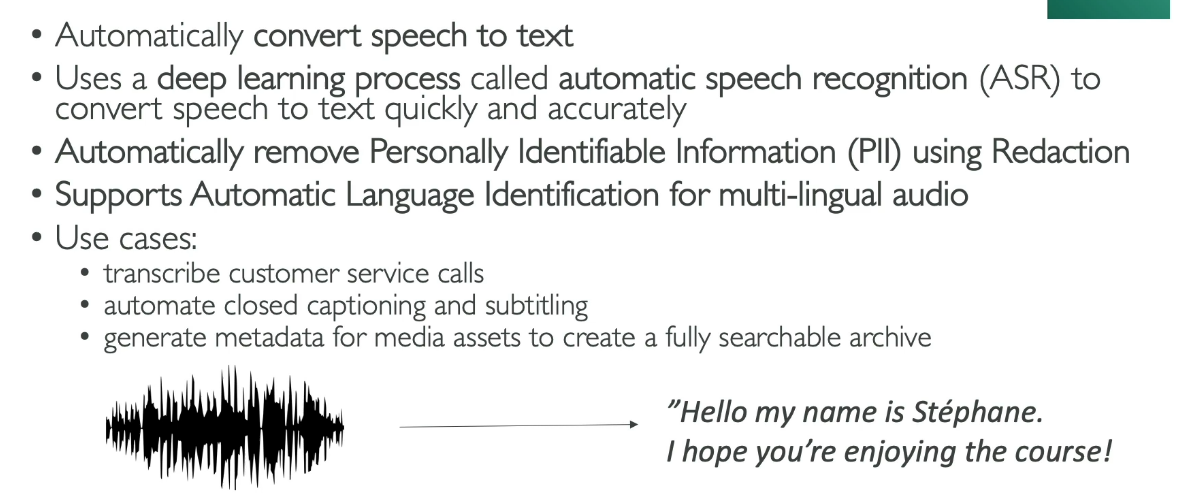 • Automatically convert speech to text
• Uses a deep learning process called automatic speech recognition (ASR) to
convert speech to text quickly and accurately
• Automatically remove Personally Identifiable Information (PII) using Redaction
• Supports Automatic Language Identification for multi-lingual audio
• Use cases:
• transcribe customer service calls
• automate closed captioning and subtitling
• generate metadata for media assets to create a fully searchable archive
”Hello my name is Stéphane.
I hope you’re enjoying the course!